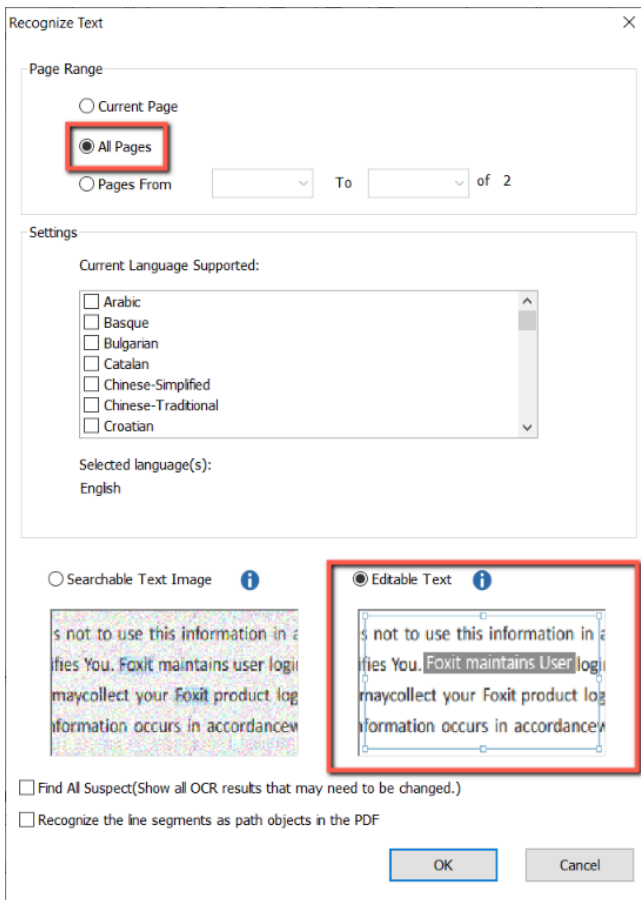 Recognize Text
Page Range
Current Page
All Pages
Pages From To of 2
Settings
Current Language Supported:
Arabic
Basque
Bulgarian
Catalan
Chinese-Simplified
Chinese-Traditional
Croatian
Selected language(s):
English
Searchable Text Image
s not to use this information in a
ifies You. Foxit maintains user logi
maycollect your Foxit product log
nformation occurs in accordancew
Editable Text
s not to use this information in a
ifies You. Foxit maintains User logi
maycollect your Foxit product log
nformation occurs in accordancew
Find All Suspect(Show all OCR results that may need to be changed.)
Recognize the line segments as path objects in the PDF
OK Cancel